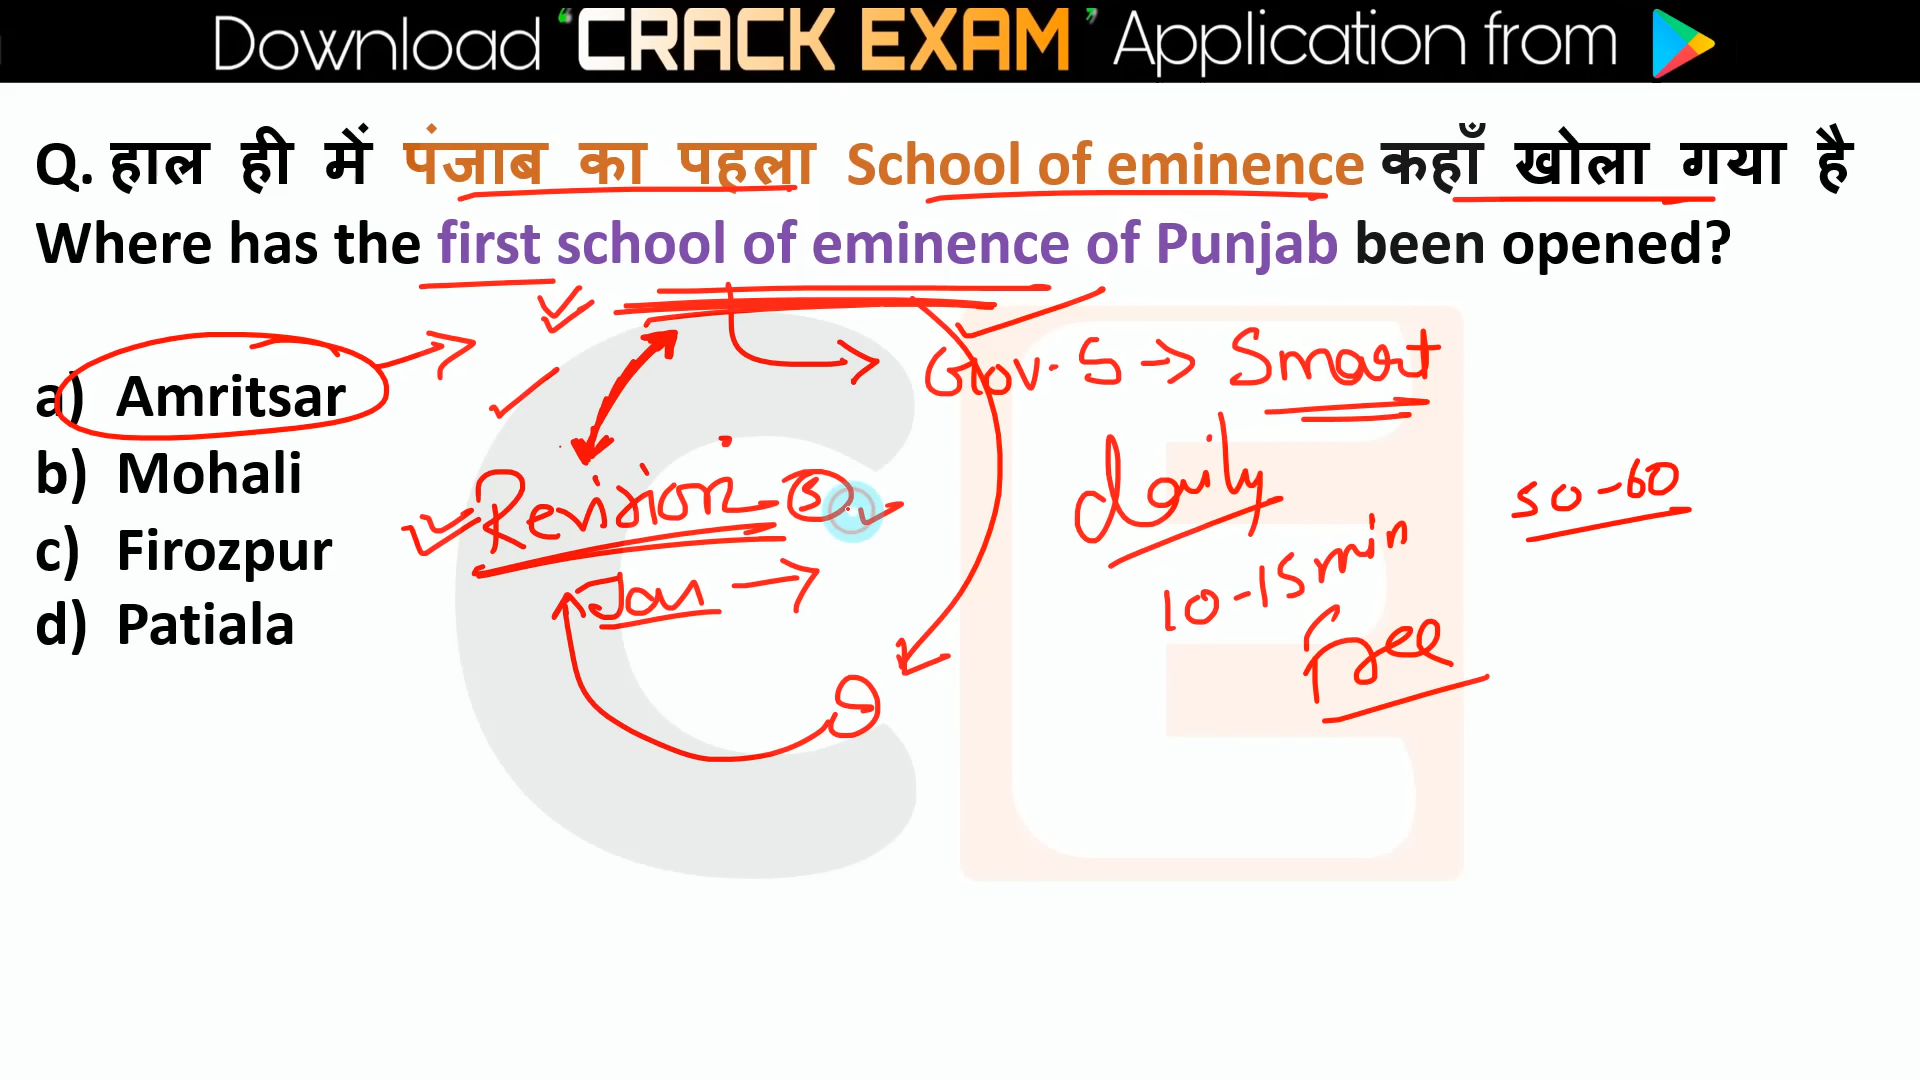 Download ‘CRACK EXAM’ Application from
Q. हाल ही में पंजाब का पहला School of eminence कहाँ खोला गया है
Where has the first school of eminence of Punjab been opened?
a) Amritsar
b) Mohali
c) Firozpur
d) Patiala
Gov. S → Smart
daily
50-60
Revision
10-15 min
Jan →
free